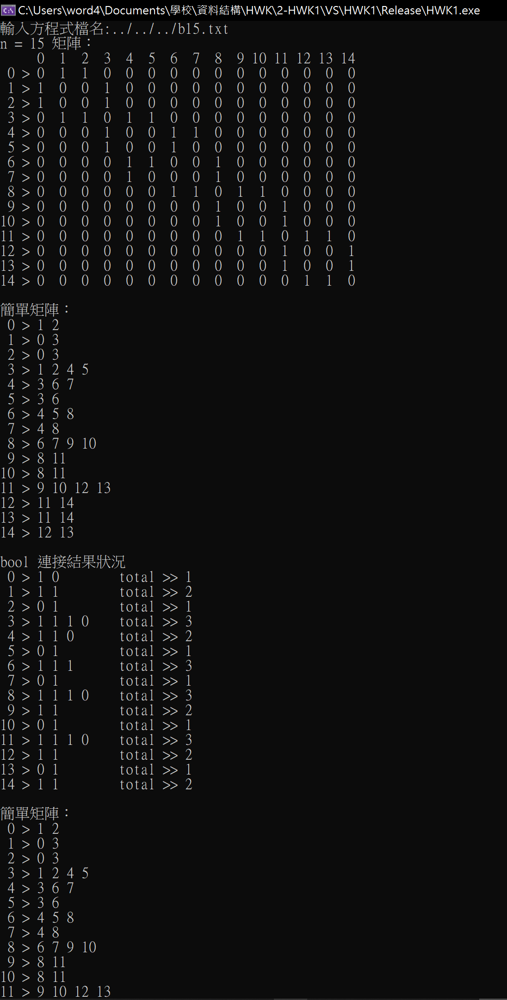 C:\Users\word4\Documents\學校\資料結構\HWK\2-HWK1\VS\HWK1\Release\HWK1.exe
輸入方程式檔名:../../../b15.txt
n = 15 矩陣：
0 1 2 3 4 5 6 7 8 9 10 11 12 13 14
0 > 0 1 1 0 0 0 0 0 0 0 0 0 0 0 0
1 > 1 0 0 1 0 0 0 0 0 0 0 0 0 0 0
2 > 1 0 0 1 0 0 0 0 0 0 0 0 0 0 0
3 > 0 1 1 0 1 1 0 0 0 0 0 0 0 0 0
4 > 0 0 0 1 0 0 1 1 0 0 0 0 0 0 0
5 > 0 0 0 1 0 0 1 0 0 0 0 0 0 0 0
6 > 0 0 0 0 1 1 0 0 1 0 0 0 0 0 0
7 > 0 0 0 0 1 0 0 0 1 0 0 0 0 0 0
8 > 0 0 0 0 0 0 1 1 0 1 1 0 0 0 0
9 > 0 0 0 0 0 0 0 0 1 0 0 1 0 0 0
10 > 0 0 0 0 0 0 0 0 1 0 0 1 0 0 0
11 > 0 0 0 0 0 0 0 0 0 1 1 0 1 1 0
12 > 0 0 0 0 0 0 0 0 0 0 0 1 0 0 1
13 > 0 0 0 0 0 0 0 0 0 0 0 1 0 0 1
14 > 0 0 0 0 0 0 0 0 0 0 0 0 1 1 0
簡單矩陣：
0 > 1 2
1 > 0 3
2 > 0 3
3 > 1 2 4 5
4 > 3 6 7
5 > 3 6
6 > 4 5 8
7 > 4 8
8 > 6 7 9 10
9 > 8 11
10 > 8 11
11 > 9 10 12 13
12 > 11 14
13 > 11 14
14 > 12 13
bool 連接結果狀況
0 > 1 0 total >> 1
1 > 1 1 total >> 2
2 > 0 1 total >> 1
3 > 1 1 1 0 total >> 3
4 > 1 1 0 total >> 2
5 > 0 1 total >> 1
6 > 1 1 1 total >> 3
7 > 0 1 total >> 1
8 > 1 1 1 0 total >> 3
9 > 1 1 total >> 2
10 > 0 1 total >> 1
11 > 1 1 1 0 total >> 3
12 > 1 1 total >> 2
13 > 0 1 total >> 1
14 > 1 1 total >> 2
簡單矩陣：
0 > 1 2
1 > 0 3
2 > 0 3
3 > 1 2 4 5
4 > 3 6 7
5 > 3 6
6 > 4 5 8
7 > 4 8
8 > 6 7 9 10
9 > 8 11
10 > 8 11
11 > 9 10 12 13